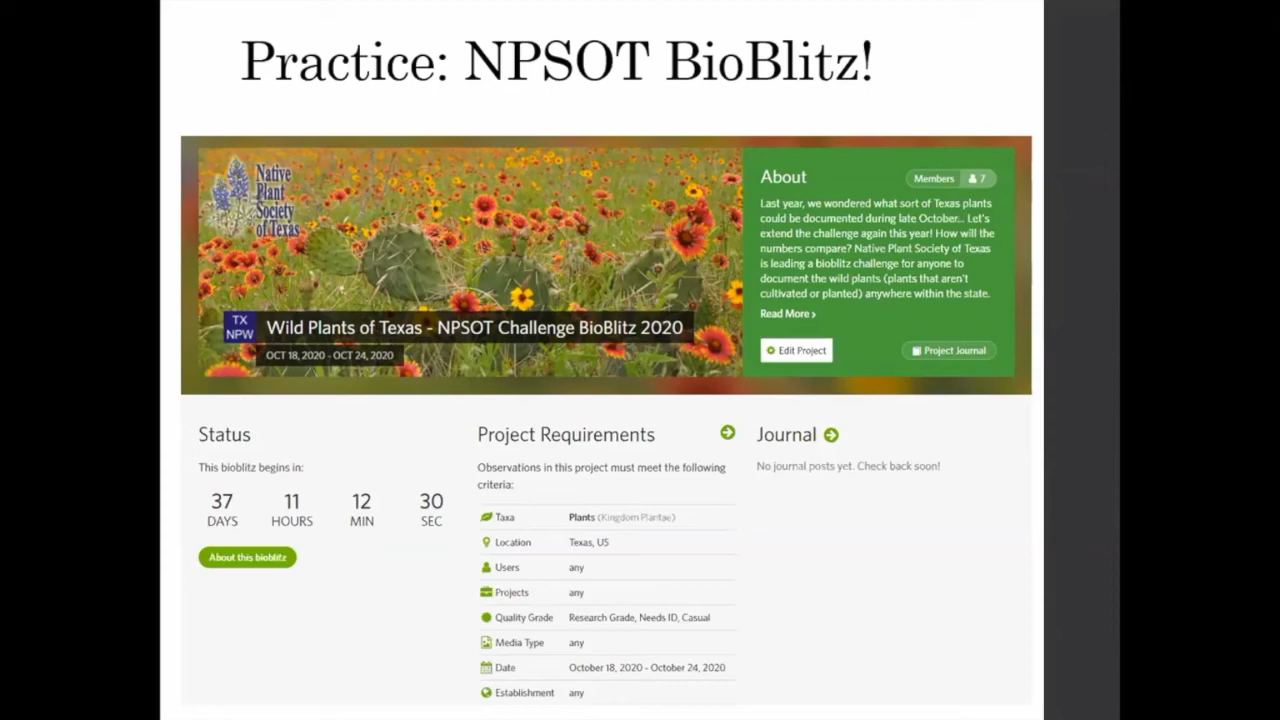 Practice: NPSOT BioBlitz!
Native
Plant
Society
of Texas
TX
NPW
Wild Plants of Texas - NPSOT Challenge BioBlitz 2020
OCT 18, 2020 - OCT 24, 2020
About
Members 7
Last year, we wondered what sort of Texas plants
could be documented during late October... Let's
extend the challenge again this year! How will the
numbers compare? Native Plant Society of Texas
is leading a bioblitz challenge for anyone to
document the wild plants (plants that aren't
cultivated or planted) anywhere within the state.
Read More ›
Edit Project
Project Journal
Status
This bioblitz begins in:
37 11 12 30
DAYS HOURS MIN SEC
About this bioblitz
Project Requirements
Observations in this project must meet the following
criteria:
Taxa Plants (Kingdom Plantae)
Location Texas, US
Users any
Projects any
Quality Grade Research Grade, Needs ID, Casual
Media Type any
Date October 18, 2020 - October 24, 2020
Establishment any
Journal
No journal posts yet. Check back soon!